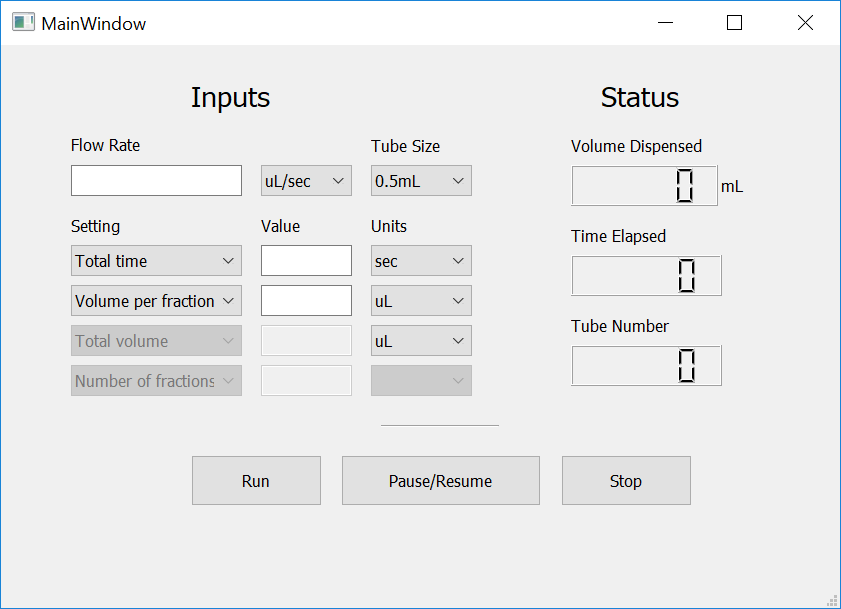 MainWindow
Inputs
Flow Rate
Tube Size
uL/sec
0.5mL
Setting
Value
Units
Total time
sec
Volume per fraction
uL
Total volume
uL
Number of fractions
Status
Volume Dispensed
0 mL
Time Elapsed
0
Tube Number
0
Run
Pause/Resume
Stop